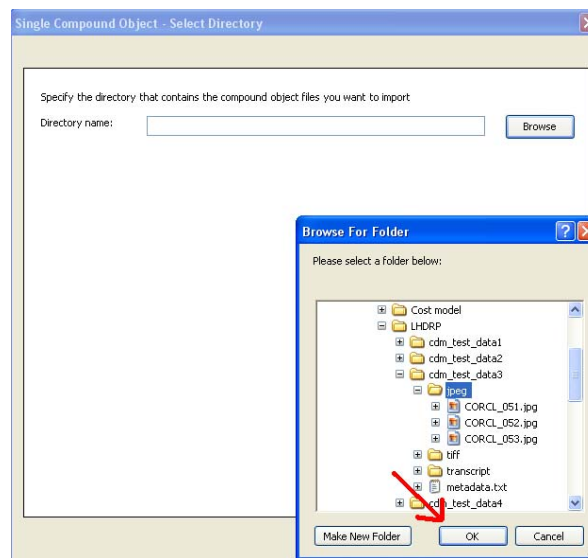 Single Compound Object - Select Directory
Specify the directory that contains the compound object files you want to import
Directory name:
Browse
Browse For Folder
Please select a folder below:
Cost model
LHDRP
cdm_test_data1
cdm_test_data2
cdm_test_data3
jpeg
CORCL_051.jpg
CORCL_052.jpg
CORCL_053.jpg
tiff
transcript
metadata.txt
cdm_test_data4
Make New Folder
OK
Cancel